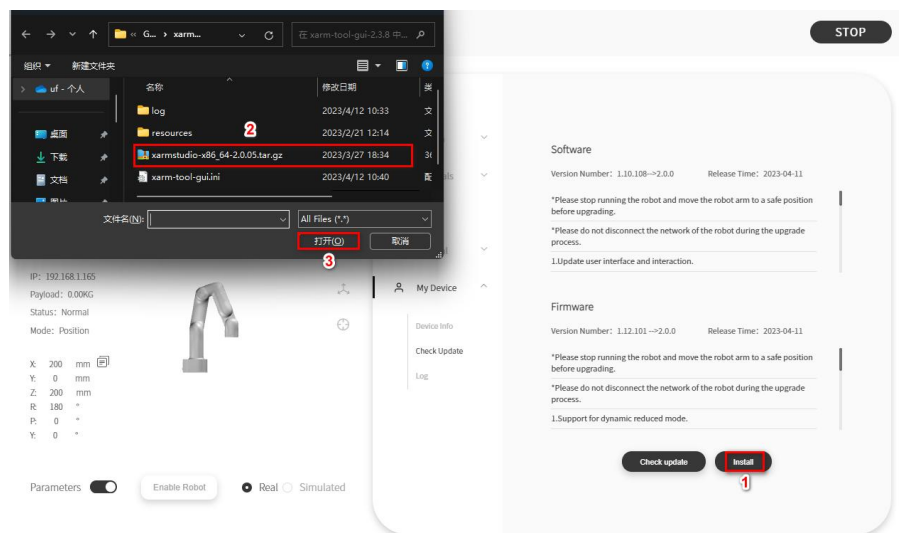 G... › xarm...
在 xarm-tool-gui-2.3.8 中...
STOP
组织
新建文件夹
uf - 个人
桌面
下载
文档
名称
修改日期
类
log
2023/4/12 10:33
文
2
resources
2023/2/21 12:14
文
xarmstudio-x86_64-2.0.05.tar.gz
2023/3/27 18:34
xarm-tool-gui.ini
2023/4/12 10:40
配
文件名(N):
All Files (*.*)
打开(O)
取消
3
IP: 192.168.1.165
Payload: 0.00KG
Status: Normal
Mode: Position
X: 200 mm
Y: 0 mm
Z: 200 mm
R: 180 °
P: 0 °
Y: 0 °
Parameters
Enable Robot
Real
Simulated
My Device
Device Info
Check Update
Log
Software
Version Number: 1.10.108-->2.0.0 Release Time: 2023-04-11
*Please stop running the robot and move the robot arm to a safe position
before upgrading.
*Please do not disconnect the network of the robot during the upgrade
process.
1.Update user interface and interaction.
Firmware
Version Number: 1.12.101 -->2.0.0 Release Time: 2023-04-11
*Please stop running the robot and move the robot arm to a safe position
before upgrading.
*Please do not disconnect the network of the robot during the upgrade
process.
1.Support for dynamic reduced mode.
Check update
Install
1